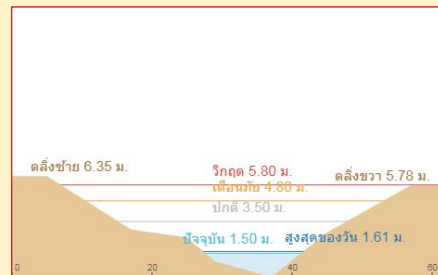 ตลิ่งซ้าย 6.35 ม.
วิกฤต 5.80 ม.
ตลิ่งขวา 5.78 ม.
เตือนภัย 4.80 ม.
ปกติ 3.50 ม.
ปัจจุบัน 1.50 ม.
สูงสุดของวัน 1.61 ม.
0 20 40 60